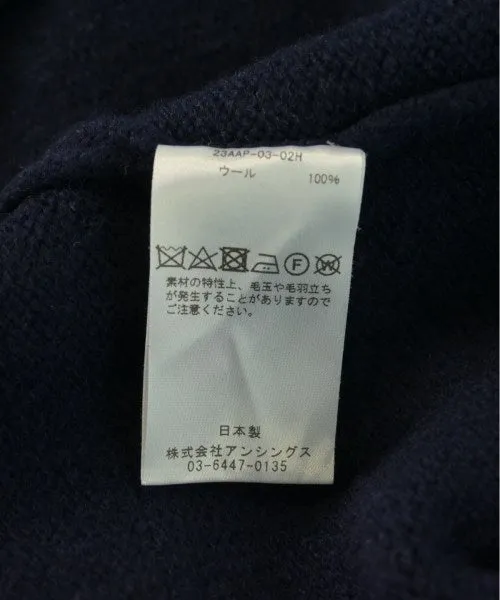 23AAP-03-02H
ウール 100%
F W
素材の特性上、毛玉や毛羽立ち
が発生することがありますので
ご注意ください。
日本製
株式会社アンシングス
03-6447-0135